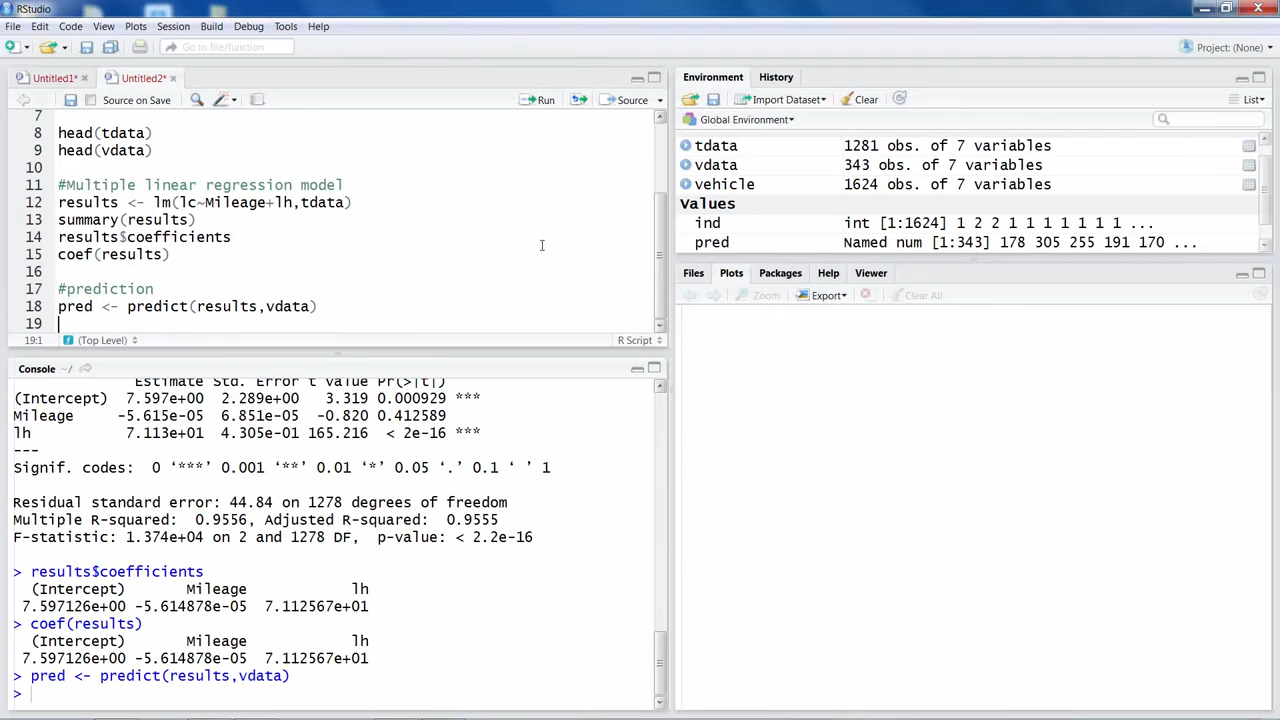 RStudio
File Edit Code View Plots Session Build Debug Tools Help
Go to file/function
Project: (None)
Untitled1*
Untitled2*
Source on Save
Run
Source
7
8 head(tdata)
9 head(vdata)
10
11 #Multiple linear regression model
12 results <- lm(lc~Mileage+lh,tdata)
13 summary(results)
14 results$coefficients
15 coef(results)
16
17 #prediction
18 pred <- predict(results,vdata)
19
19:1 (Top Level) R Script
Console ~/
Estimate Std. Error t value Pr(>|t|)
(Intercept) 7.597e+00 2.289e+00 3.319 0.000929 ***
Mileage -5.615e-05 6.851e-05 -0.820 0.412589
lh 7.113e+01 4.305e-01 165.216 < 2e-16 ***
---
Signif. codes: 0 ‘***’ 0.001 ‘**’ 0.01 ‘*’ 0.05 ‘.’ 0.1 ‘ ’ 1
Residual standard error: 44.84 on 1278 degrees of freedom
Multiple R-squared: 0.9556, Adjusted R-squared: 0.9555
F-statistic: 1.374e+04 on 2 and 1278 DF, p-value: < 2.2e-16
> results$coefficients
(Intercept) Mileage lh
7.597126e+00 -5.614878e-05 7.112567e+01
> coef(results)
(Intercept) Mileage lh
7.597126e+00 -5.614878e-05 7.112567e+01
> pred <- predict(results,vdata)
>
Environment History
Import Dataset Clear List
Global Environment
tdata 1281 obs. of 7 variables
vdata 343 obs. of 7 variables
vehicle 1624 obs. of 7 variables
Values
ind int [1:1624] 1 2 2 1 1 1 1 1 1 1 ...
pred Named num [1:343] 178 305 255 191 170 ...
Files Plots Packages Help Viewer
Zoom Export Clear All